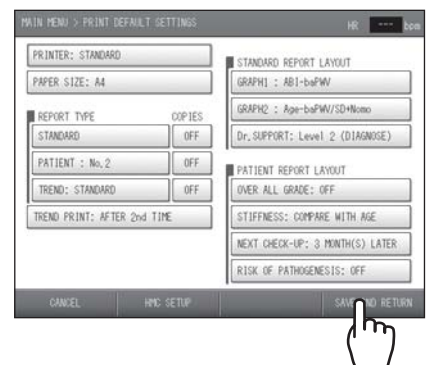 MAIN MENU > PRINT DEFAULT SETTINGS
HR --- bpm
PRINTER: STANDARD
PAPER SIZE: A4
REPORT TYPE COPIES
STANDARD OFF
PATIENT : No.2 OFF
TREND: STANDARD OFF
TREND PRINT: AFTER 2nd TIME
STANDARD REPORT LAYOUT
GRAPH1 : ABI-baPWV
GRAPH2 : Age-baPWV/SD+Nomo
Dr.SUPPORT: Level 2 (DIAGNOSE)
PATIENT REPORT LAYOUT
OVER ALL GRADE: OFF
STIFFNESS: COMPARE WITH AGE
NEXT CHECK-UP: 3 MONTH(S) LATER
RISK OF PATHOGENESIS: OFF
CANCEL HMC SETUP SAVE AND RETURN